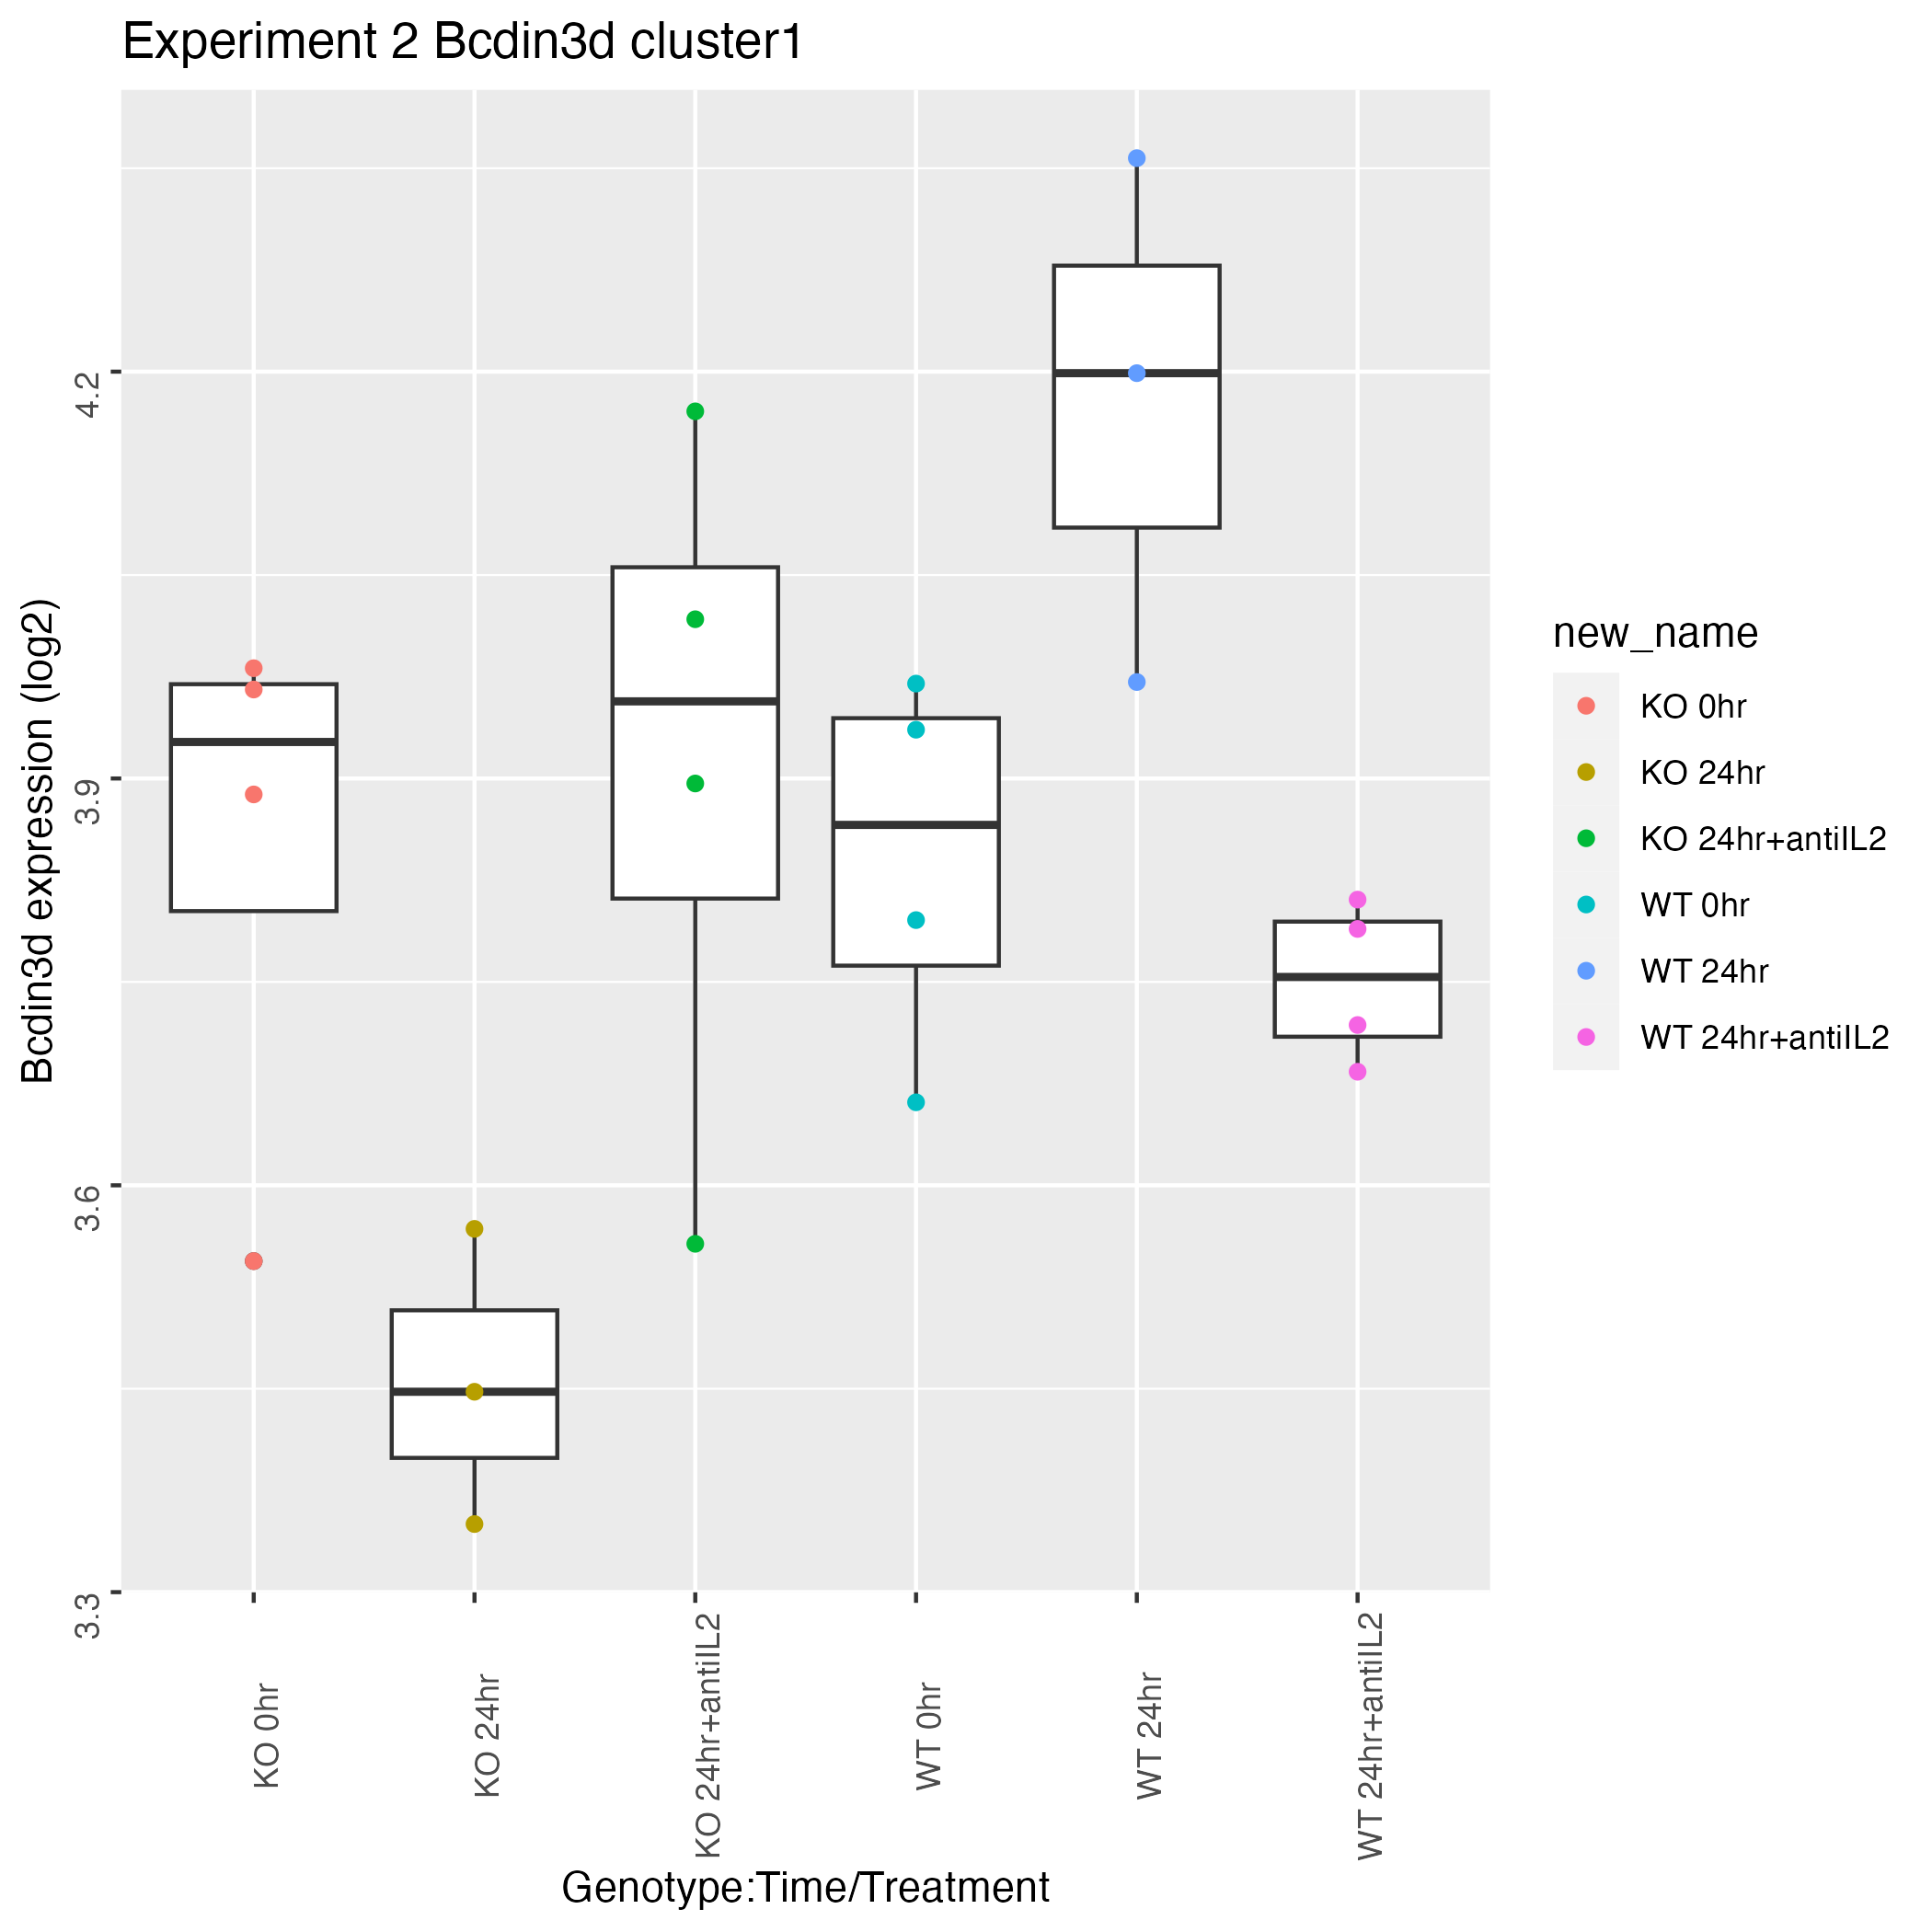 Experiment 2 Bcdin3d cluster1
Bcdin3d expression (log2)
4.2
3.9
3.6
3.3
KO 0hr
KO 24hr
KO 24hr+antiIL2
WT 0hr
WT 24hr
WT 24hr+antiIL2
Genotype:Time/Treatment
new_name
KO 0hr
KO 24hr
KO 24hr+antiIL2
WT 0hr
WT 24hr
WT 24hr+antiIL2